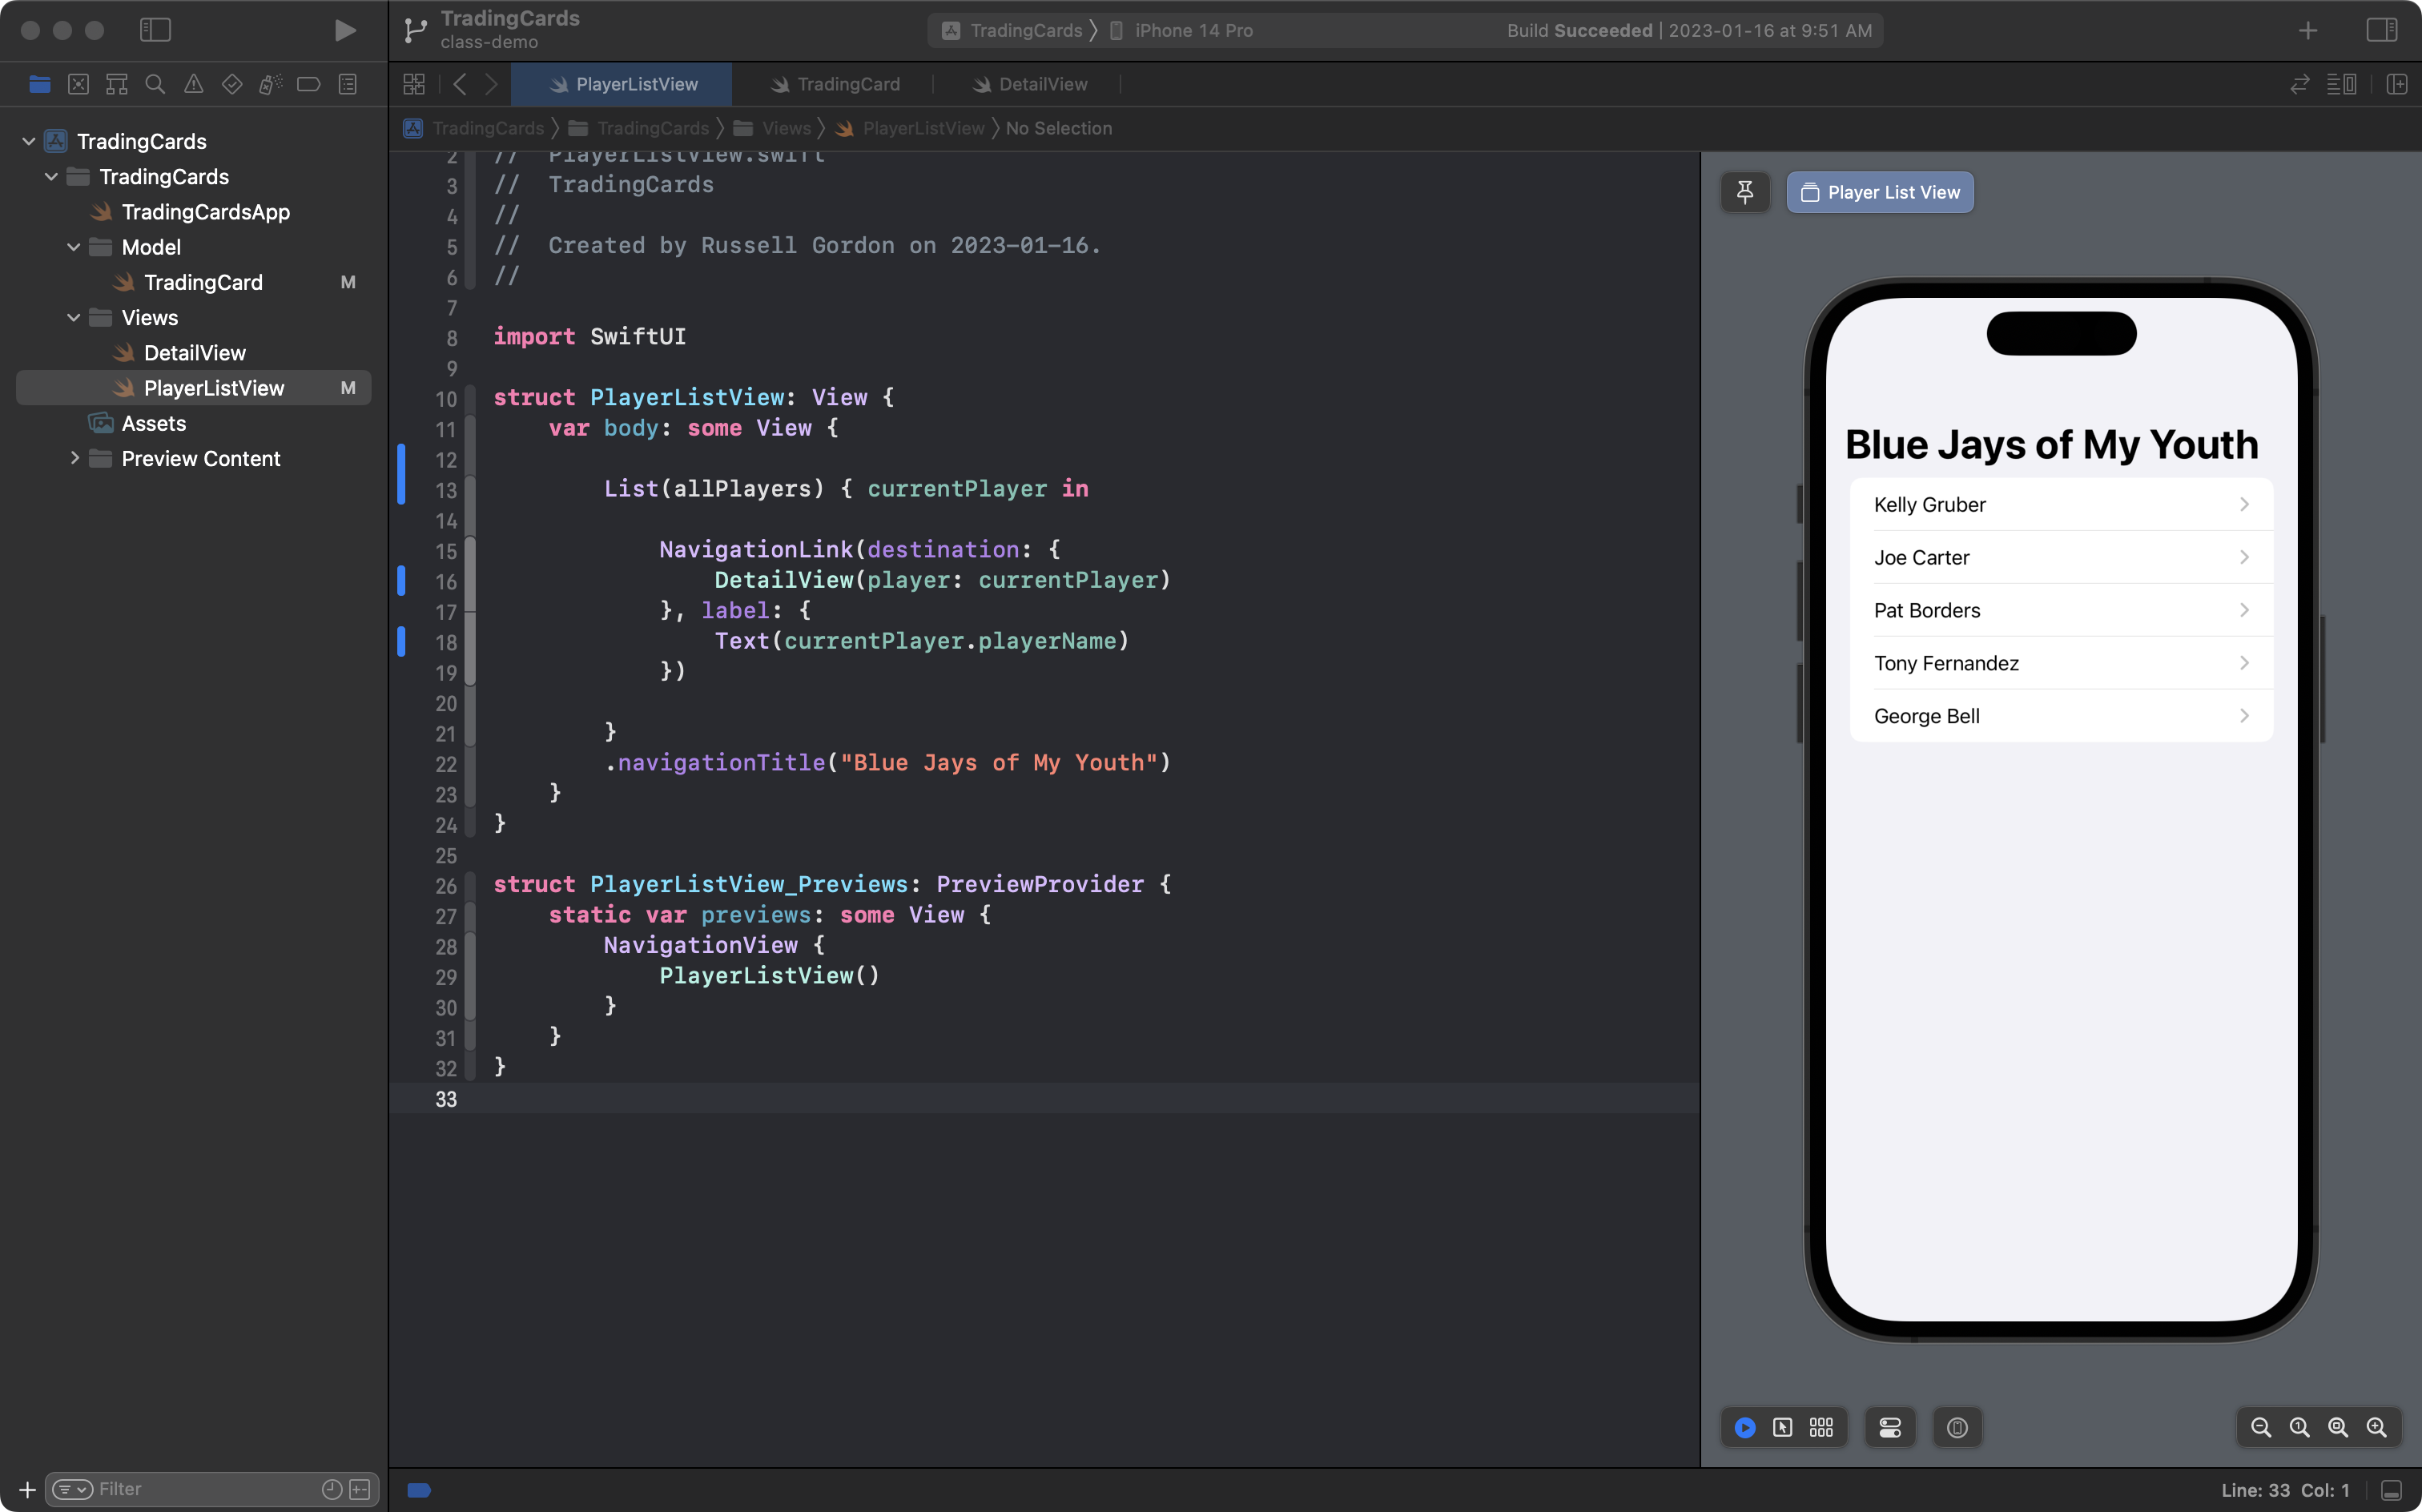 TradingCards
class-demo
TradingCards
iPhone 14 Pro
Build Succeeded | 2023-01-16 at 9:51 AM
PlayerListView
TradingCard
DetailView
TradingCards
TradingCards
Views
PlayerListView
No Selection
TradingCards
TradingCards
TradingCardsApp
Model
TradingCard M
Views
DetailView
PlayerListView M
Assets
Preview Content
2 //  PlayerListView.swift
3 //  TradingCards
4 //
5 //  Created by Russell Gordon on 2023-01-16.
6 //
7
8 import SwiftUI
9
10 struct PlayerListView: View {
11     var body: some View {
12
13         List(allPlayers) { currentPlayer in
14
15             NavigationLink(destination: {
16                 DetailView(player: currentPlayer)
17             }, label: {
18                 Text(currentPlayer.playerName)
19             })
20
21         }
22         .navigationTitle("Blue Jays of My Youth")
23     }
24 }
25
26 struct PlayerListView_Previews: PreviewProvider {
27     static var previews: some View {
28         NavigationView {
29             PlayerListView()
30         }
31     }
32 }
33
Player List View
Blue Jays of My Youth
Kelly Gruber
Joe Carter
Pat Borders
Tony Fernandez
George Bell
Filter
Line: 33  Col: 1